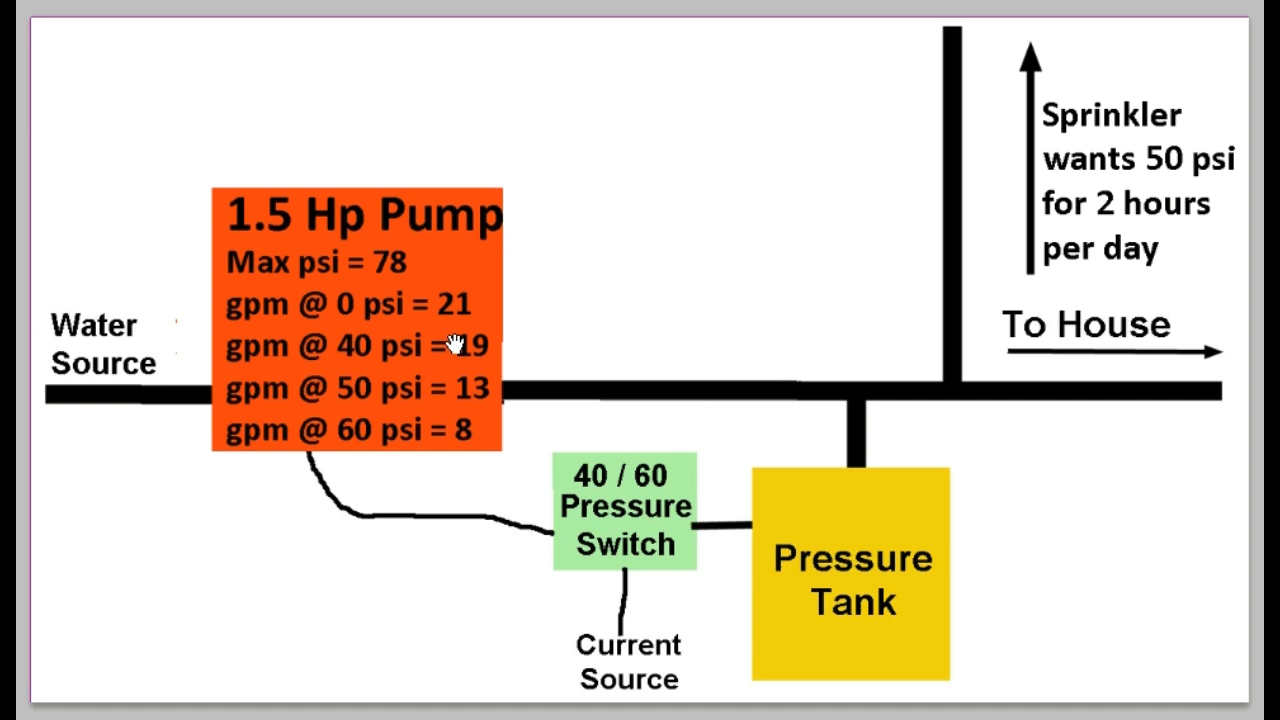 Sprinkler
wants 50 psi
for 2 hours
per day
1.5 Hp Pump
Max psi = 78
gpm @ 0 psi = 21
gpm @ 40 psi = 19
gpm @ 50 psi = 13
gpm @ 60 psi = 8
Water
Source
To House
40 / 60
Pressure
Switch
Pressure
Tank
Current
Source